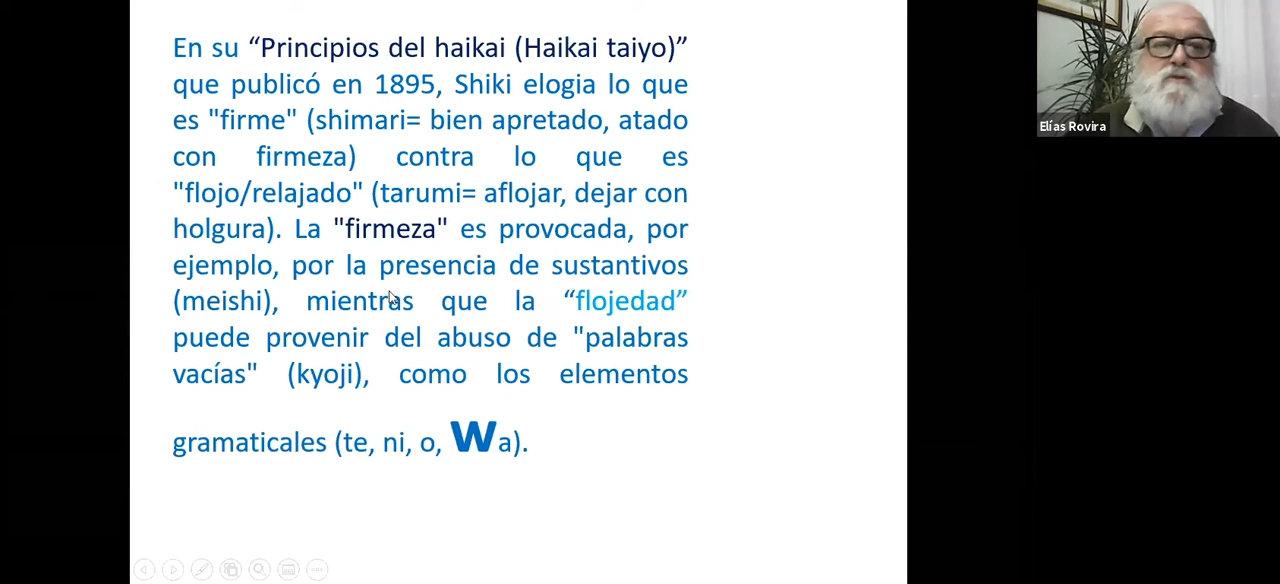 En su “Principios del haikai (Haikai taiyo)”
que publicó en 1895, Shiki elogia lo que
es "firme" (shimari= bien apretado, atado
con firmeza) contra lo que es
"flojo/relajado" (tarumi= aflojar, dejar con
holgura). La "firmeza" es provocada, por
ejemplo, por la presencia de sustantivos
(meishi), mientras que la “flojedad”
puede provenir del abuso de "palabras
vacías" (kyoji), como los elementos
gramaticales (te, ni, o, Wa).
Elías Rovira